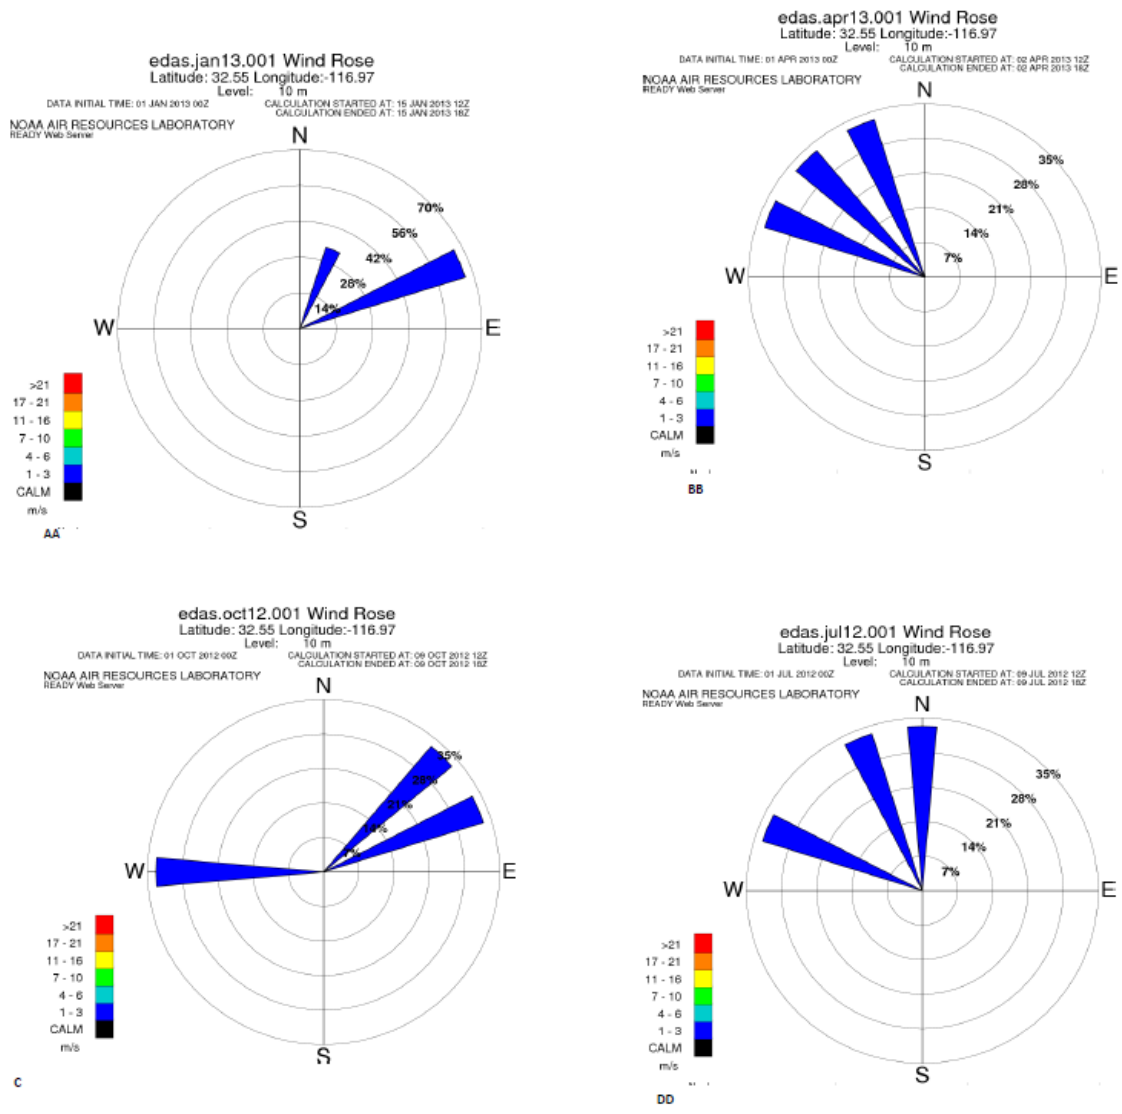 edas.jan13.001 Wind Rose
Latitude: 32.55 Longitude:-116.97
Level: 10 m
DATA INITIAL TIME: 01 JAN 2013 00Z
CALCULATION STARTED AT: 15 JAN 2013 12Z
CALCULATION ENDED AT: 15 JAN 2013 18Z
NOAA AIR RESOURCES LABORATORY
READY Web Server
N
70%
56%
42%
28%
14%
W
E
S
>21
17 - 21
11 - 16
7 - 10
4 - 6
1 - 3
CALM
m/s
AA
edas.apr13.001 Wind Rose
Latitude: 32.55 Longitude:-116.97
Level: 10 m
DATA INITIAL TIME: 01 APR 2013 00Z
CALCULATION STARTED AT: 02 APR 2013 12Z
CALCULATION ENDED AT: 02 APR 2013 18Z
NOAA AIR RESOURCES LABORATORY
READY Web Server
N
35%
28%
21%
14%
7%
W
E
S
>21
17 - 21
11 - 16
7 - 10
4 - 6
1 - 3
CALM
m/s
BB
edas.oct12.001 Wind Rose
Latitude: 32.55 Longitude:-116.97
Level: 10 m
DATA INITIAL TIME: 01 OCT 2012 00Z
CALCULATION STARTED AT: 09 OCT 2012 12Z
CALCULATION ENDED AT: 09 OCT 2012 18Z
NOAA AIR RESOURCES LABORATORY
READY Web Server
N
35%
28%
21%
14%
7%
W
E
S
>21
17 - 21
11 - 16
7 - 10
4 - 6
1 - 3
CALM
m/s
C
edas.jul12.001 Wind Rose
Latitude: 32.55 Longitude:-116.97
Level: 10 m
DATA INITIAL TIME: 01 JUL 2012 00Z
CALCULATION STARTED AT: 09 JUL 2012 12Z
CALCULATION ENDED AT: 09 JUL 2012 18Z
NOAA AIR RESOURCES LABORATORY
READY Web Server
N
35%
28%
21%
14%
7%
W
E
S
>21
17 - 21
11 - 16
7 - 10
4 - 6
1 - 3
CALM
m/s
DD